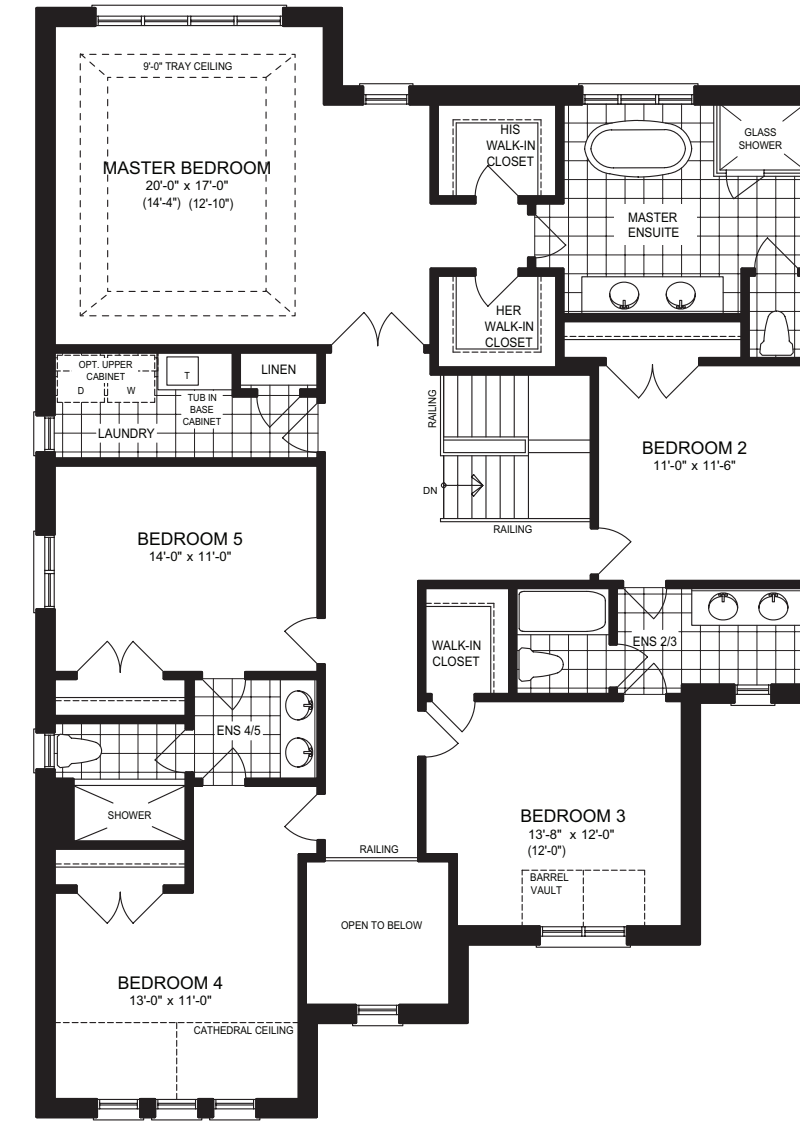 9'-0" TRAY CEILING
MASTER BEDROOM
20'-0" x 17'-0"
(14'-4") (12'-10")
HIS
WALK-IN
CLOSET
GLASS
SHOWER
MASTER
ENSUITE
HER
WALK-IN
CLOSET
OPT. UPPER
CABINET
D
W
T
TUB IN
BASE
CABINET
LINEN
LAUNDRY
RAILING
DN
RAILING
BEDROOM 2
11'-0" x 11'-6"
BEDROOM 5
14'-0" x 11'-0"
WALK-IN
CLOSET
ENS 2/3
ENS 4/5
SHOWER
BEDROOM 3
13'-8" x 12'-0"
(12'-0")
BARREL
VAULT
RAILING
OPEN TO BELOW
BEDROOM 4
13'-0" x 11'-0"
CATHEDRAL CEILING